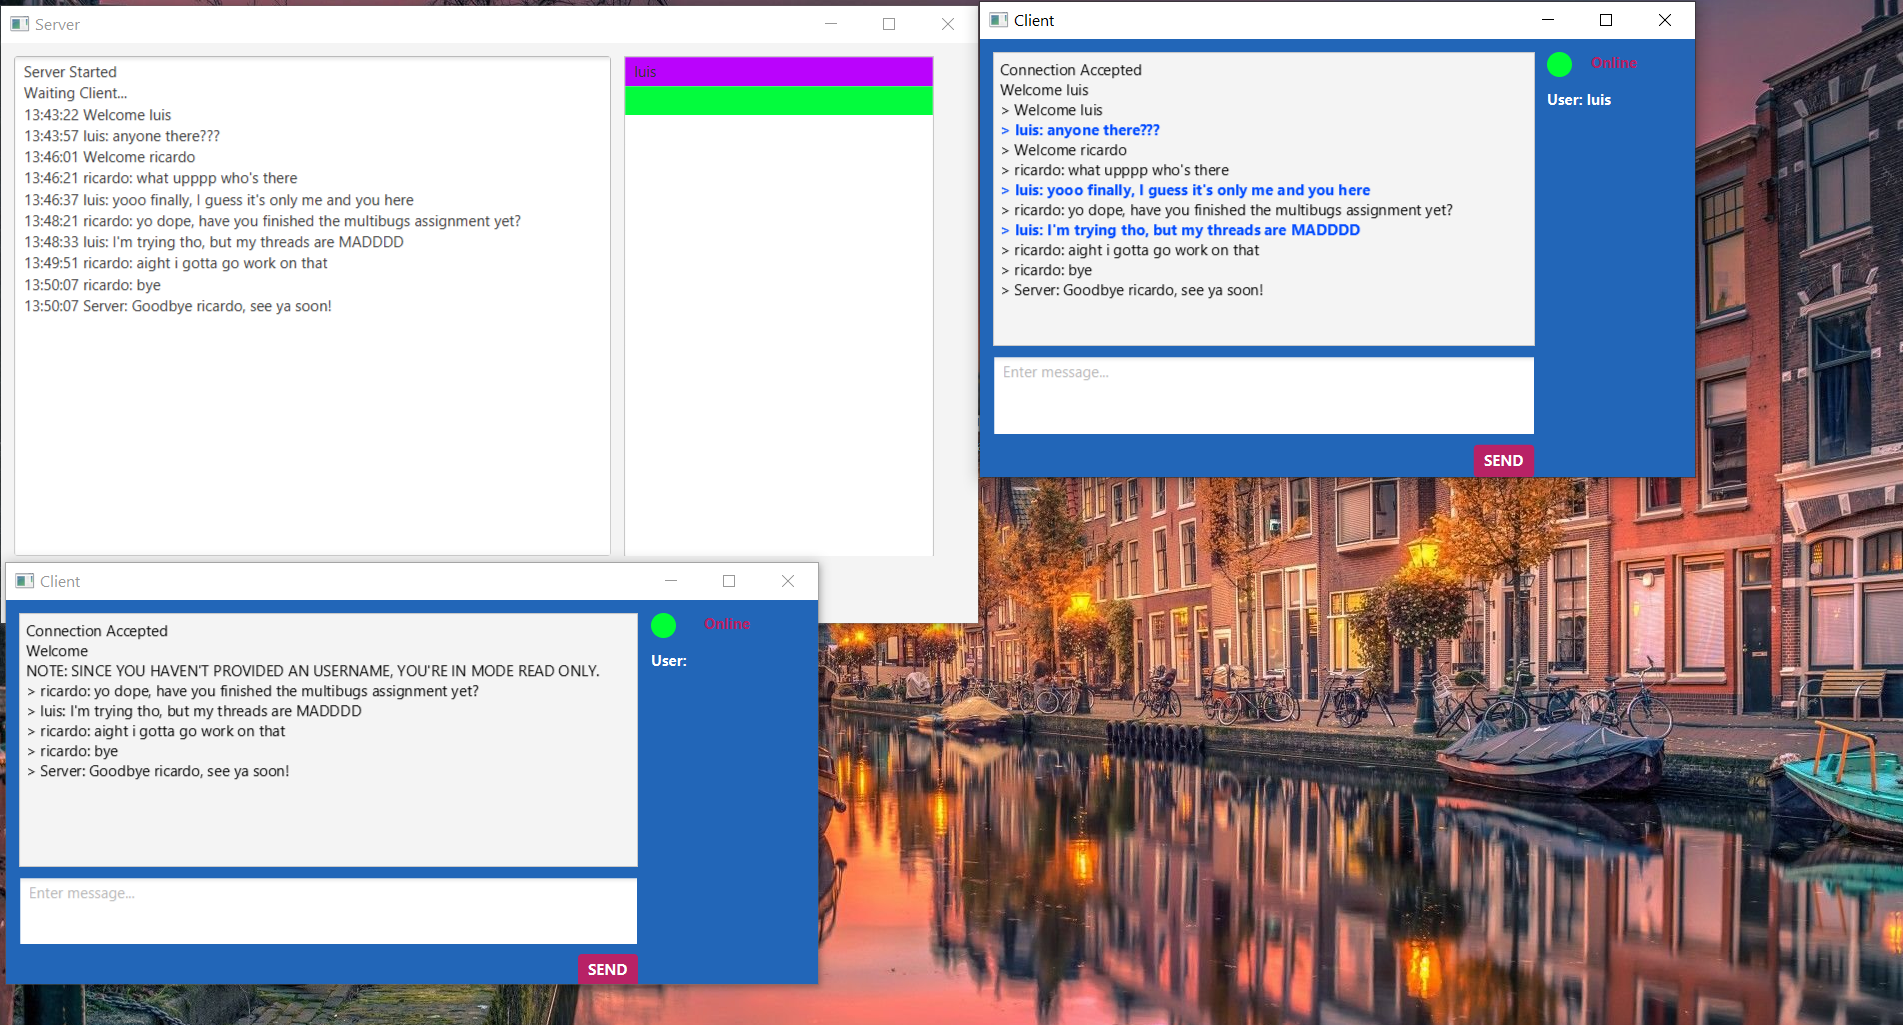 Server
Server Started
Waiting Client...
13:43:22 Welcome luis
13:43:57 luis: anyone there???
13:46:01 Welcome ricardo
13:46:21 ricardo: what upppp who's there
13:46:37 luis: yooo finally, I guess it's only me and you here
13:48:21 ricardo: yo dope, have you finished the multibugs assignment yet?
13:48:33 luis: I'm trying tho, but my threads are MADDDD
13:49:51 ricardo: aight i gotta go work on that
13:50:07 ricardo: bye
13:50:07 Server: Goodbye ricardo, see ya soon!
luis
Client
Connection Accepted
Welcome luis
> Welcome luis
> luis: anyone there???
> Welcome ricardo
> ricardo: what upppp who's there
> luis: yooo finally, I guess it's only me and you here
> ricardo: yo dope, have you finished the multibugs assignment yet?
> luis: I'm trying tho, but my threads are MADDDD
> ricardo: aight i gotta go work on that
> ricardo: bye
> Server: Goodbye ricardo, see ya soon!
Online
User: luis
Enter message...
SEND
Client
Connection Accepted
Welcome
NOTE: SINCE YOU HAVEN'T PROVIDED AN USERNAME, YOU'RE IN MODE READ ONLY.
> ricardo: yo dope, have you finished the multibugs assignment yet?
> luis: I'm trying tho, but my threads are MADDDD
> ricardo: aight i gotta go work on that
> ricardo: bye
> Server: Goodbye ricardo, see ya soon!
Online
User:
Enter message...
SEND